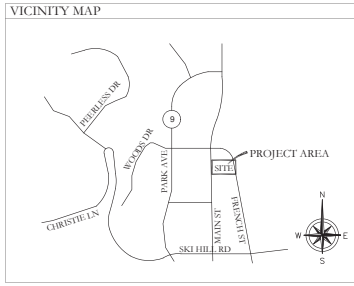 VICINITY MAP
PEERLESS DR
9
WOODS DR
PROJECT AREA
SITE
PARK AVE
CHRISTIE LN
MAIN ST
FRENCH ST
SKI HILL RD
N
W
E
S